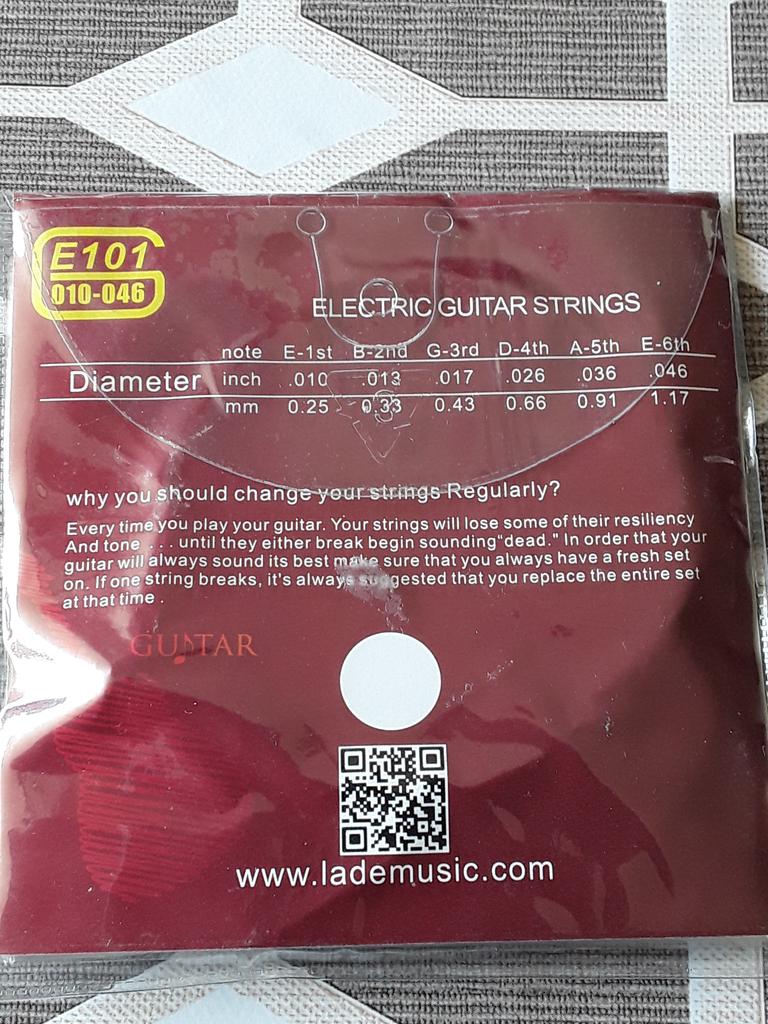 E101
010-046
ELECTRIC GUITAR STRINGS
note E-1st B-2nd G-3rd D-4th A-5th E-6th
Diameter inch .010 .013 .017 .026 .036 .046
mm 0.25 0.33 0.43 0.66 0.91 1.17
why you should change your strings Regularly?
Every time you play your guitar. Your strings will lose some of their resiliency
And tone . . . until they either break begin sounding“dead." In order that your
guitar will always sound its best make sure that you always have a fresh set
on. If one string breaks, it's always suggested that you replace the entire set
at that time .
GUITAR
www.lademusic.com